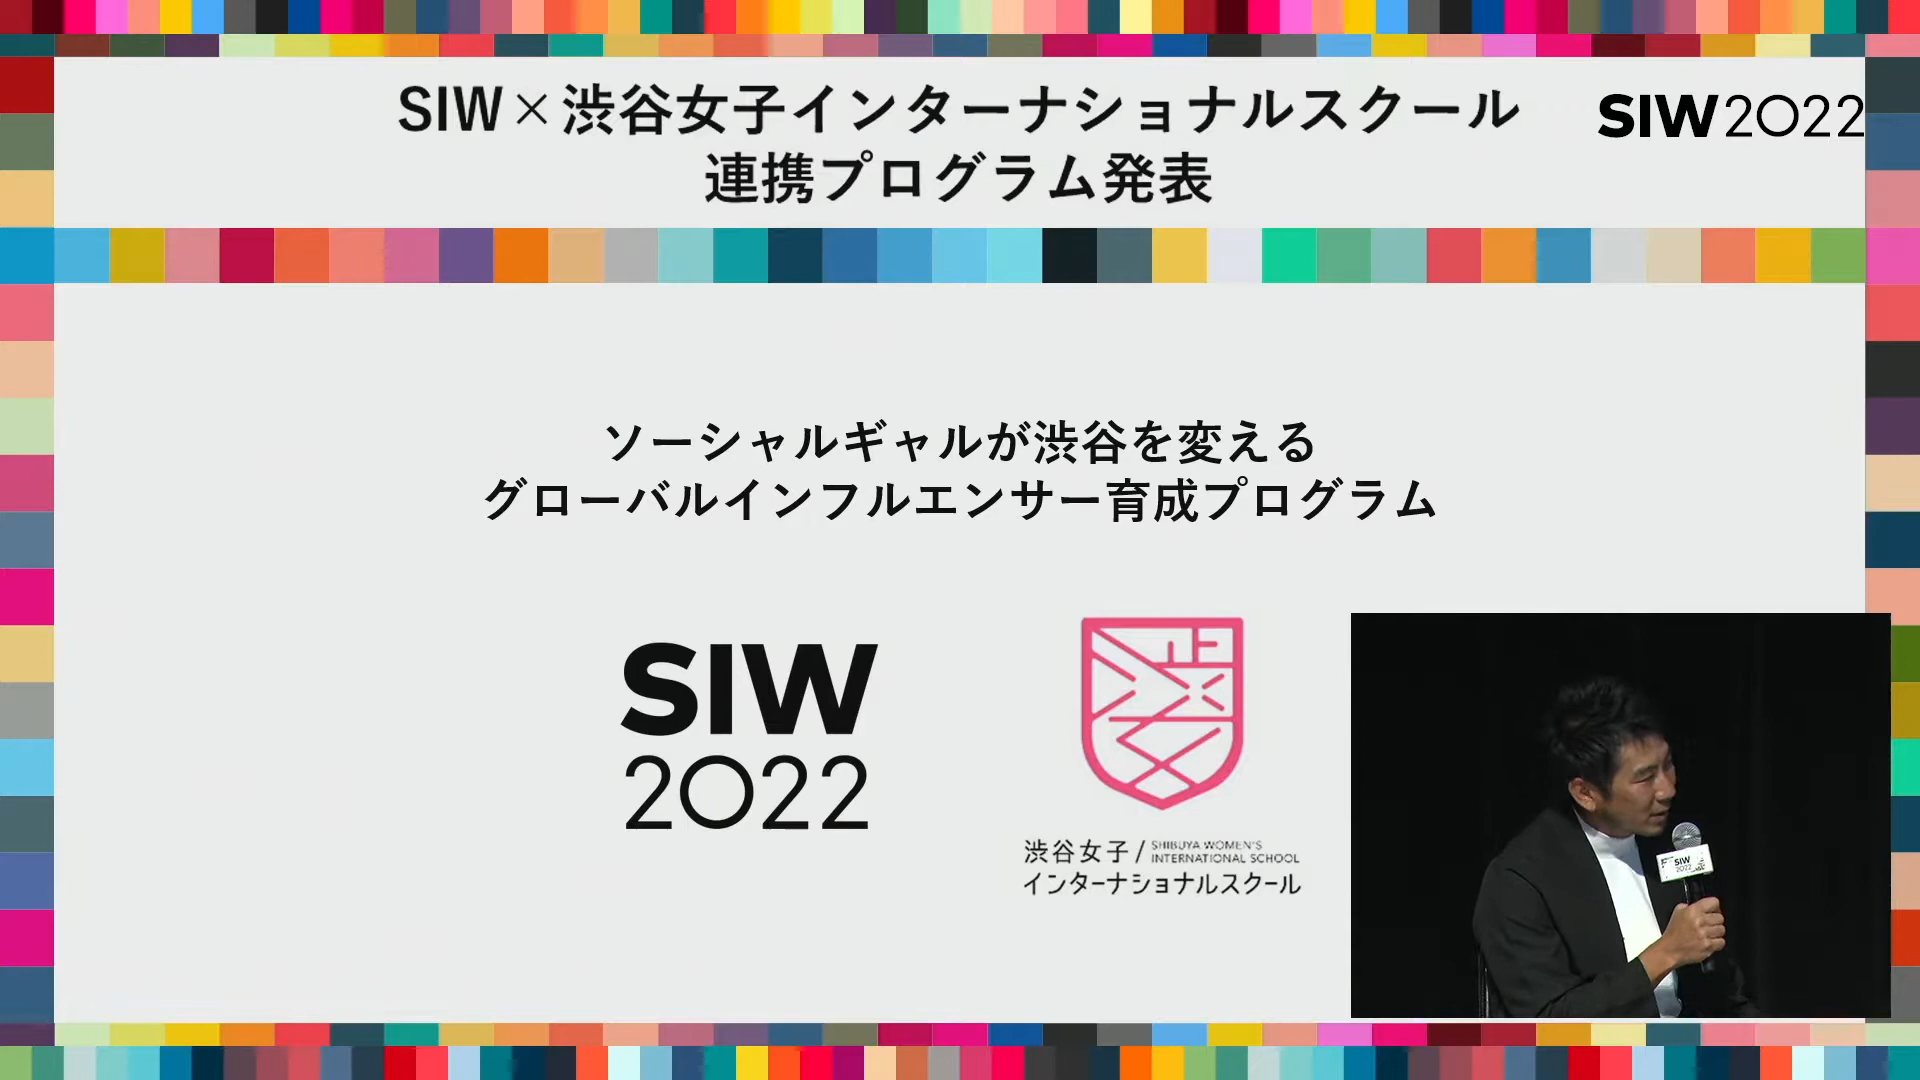 SIW×渋谷女子インターナショナルスクール
連携プログラム発表
SIW2022
ソーシャルギャルが渋谷を変える
グローバルインフルエンサー育成プログラム
SIW
2022
渋谷女子/SHIBUYA WOMEN'S
INTERNATIONAL SCHOOL
インターナショナルスクール
SIW
2022